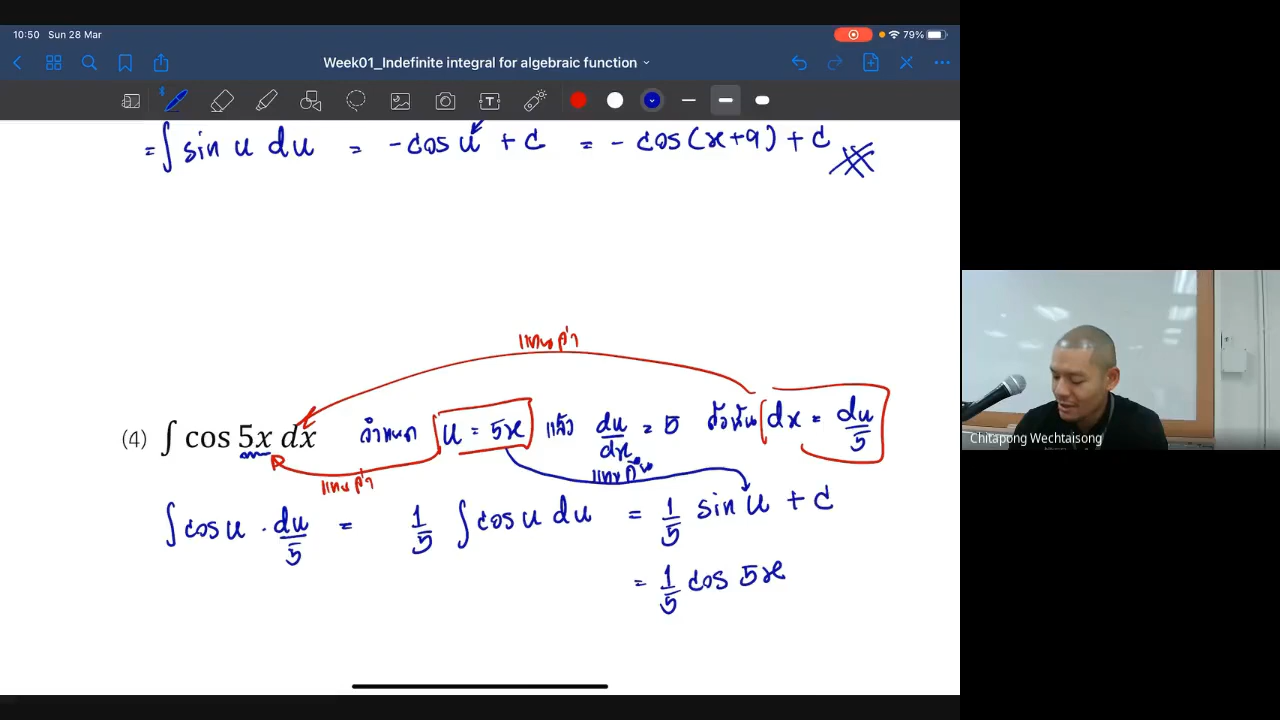 10:50 Sun 28 Mar
79%
Week01_Indefinite integral for algebraic function
= ∫ sin u du = -cos u + c = - cos(x+9) + c
แทนค่า
(4) ∫ cos 5x dx กำหนด u = 5x แล้ว du/dx = 5 ดังนั้น dx = du/5
แทนค่า
แทนค่า
∫ cos u · du/5 = 1/5 ∫ cos u du = 1/5 sin u + c
= 1/5 cos 5x
Chitapong Wechtaisong